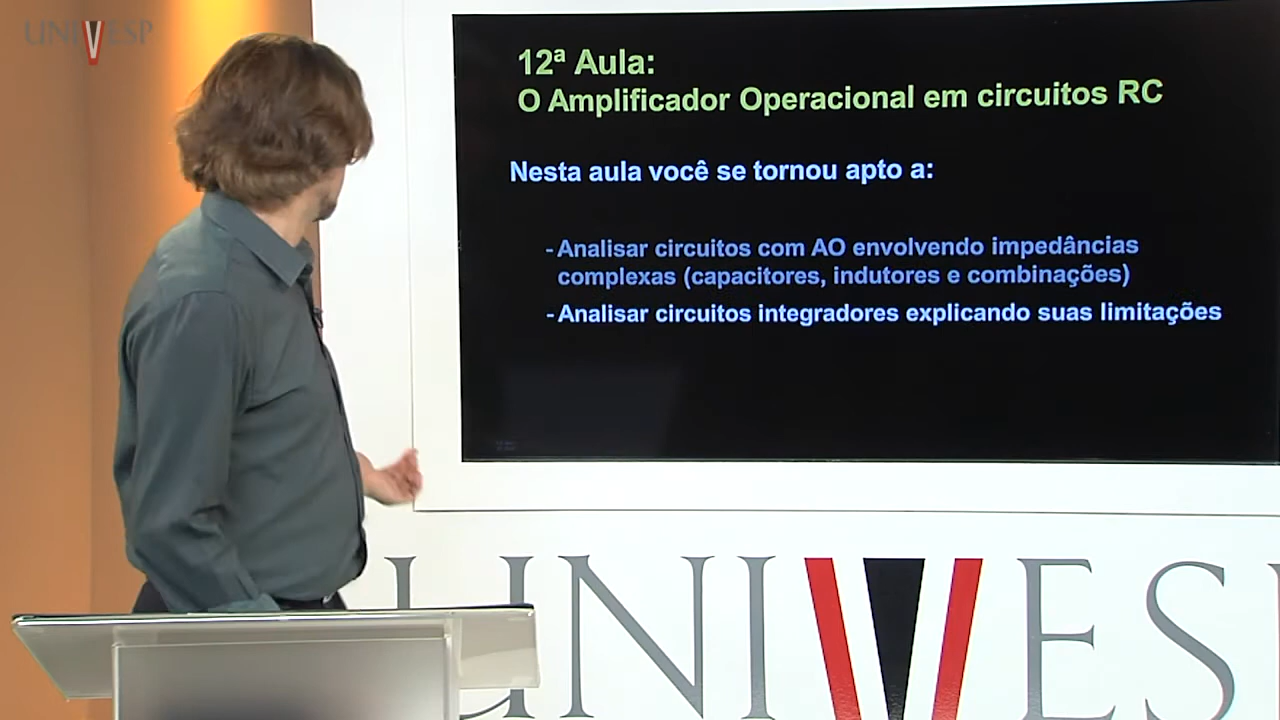 UNIVESP
12ª Aula:
O Amplificador Operacional em circuitos RC
Nesta aula você se tornou apto a:
- Analisar circuitos com AO envolvendo impedâncias
complexas (capacitores, indutores e combinações)
- Analisar circuitos integradores explicando suas limitações
UNIVESP